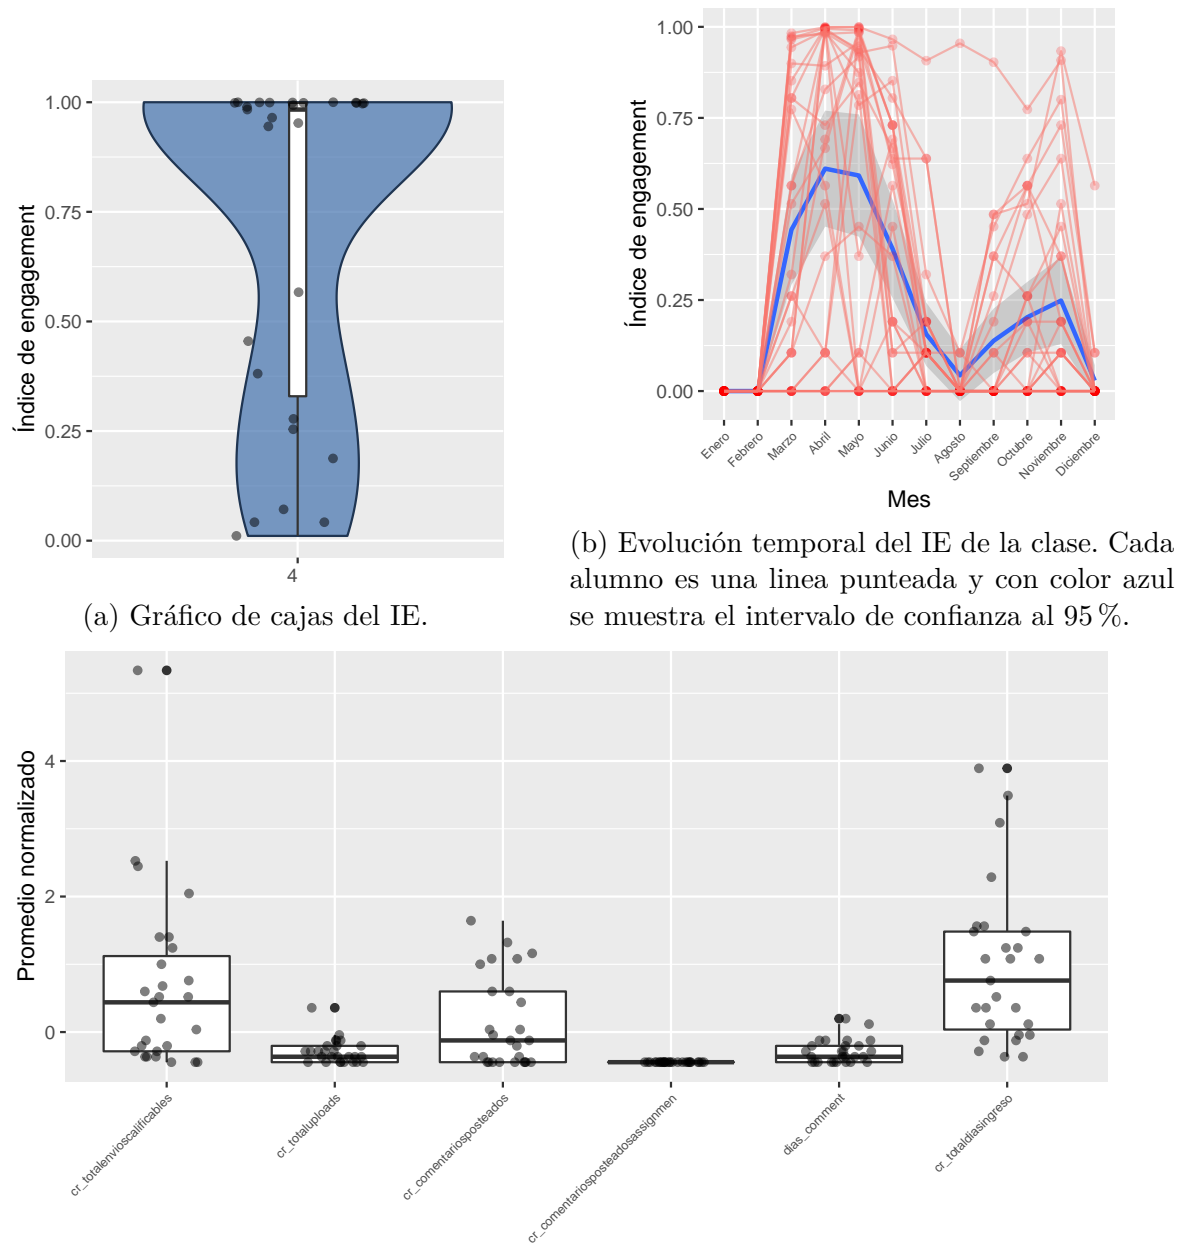 Índice de engagement
1.00
0.75
0.50
0.25
0.00
4
(a) Gráfico de cajas del IE.
Índice de engagement
1.00
0.75
0.50
0.25
0.00
Enero
Febrero
Marzo
Abril
Mayo
Junio
Julio
Agosto
Septiembre
Octubre
Noviembre
Diciembre
Mes
(b) Evolución temporal del IE de la clase. Cada
alumno es una linea punteada y con color azul
se muestra el intervalo de confianza al 95 %.
Promedio normalizado
4
2
0
cr_totalenvioscalificables
cr_totaluploads
cr_comentariosposteados
cr_comentariosposteadosassignmen
dias_comment
cr_totaldiasingreso